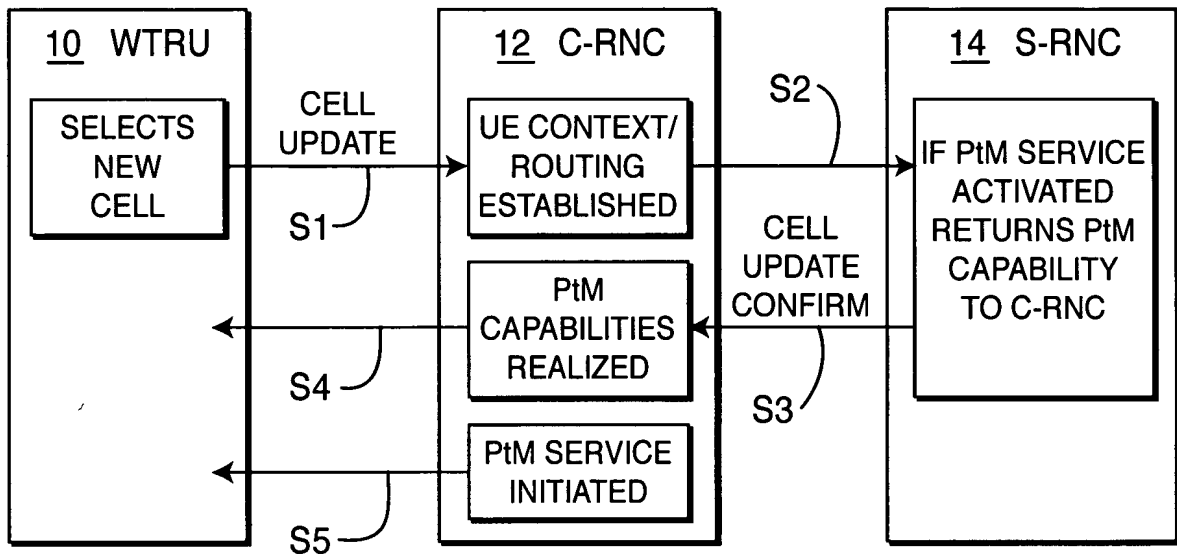 10 WTRU
SELECTS
NEW
CELL
CELL
UPDATE
S1
12 C-RNC
UE CONTEXT/
ROUTING
ESTABLISHED
S2
14 S-RNC
IF PtM SERVICE
ACTIVATED
RETURNS PtM
CAPABILITY
TO C-RNC
CELL
UPDATE
CONFIRM
S3
PtM
CAPABILITIES
REALIZED
S4
PtM SERVICE
INITIATED
S5